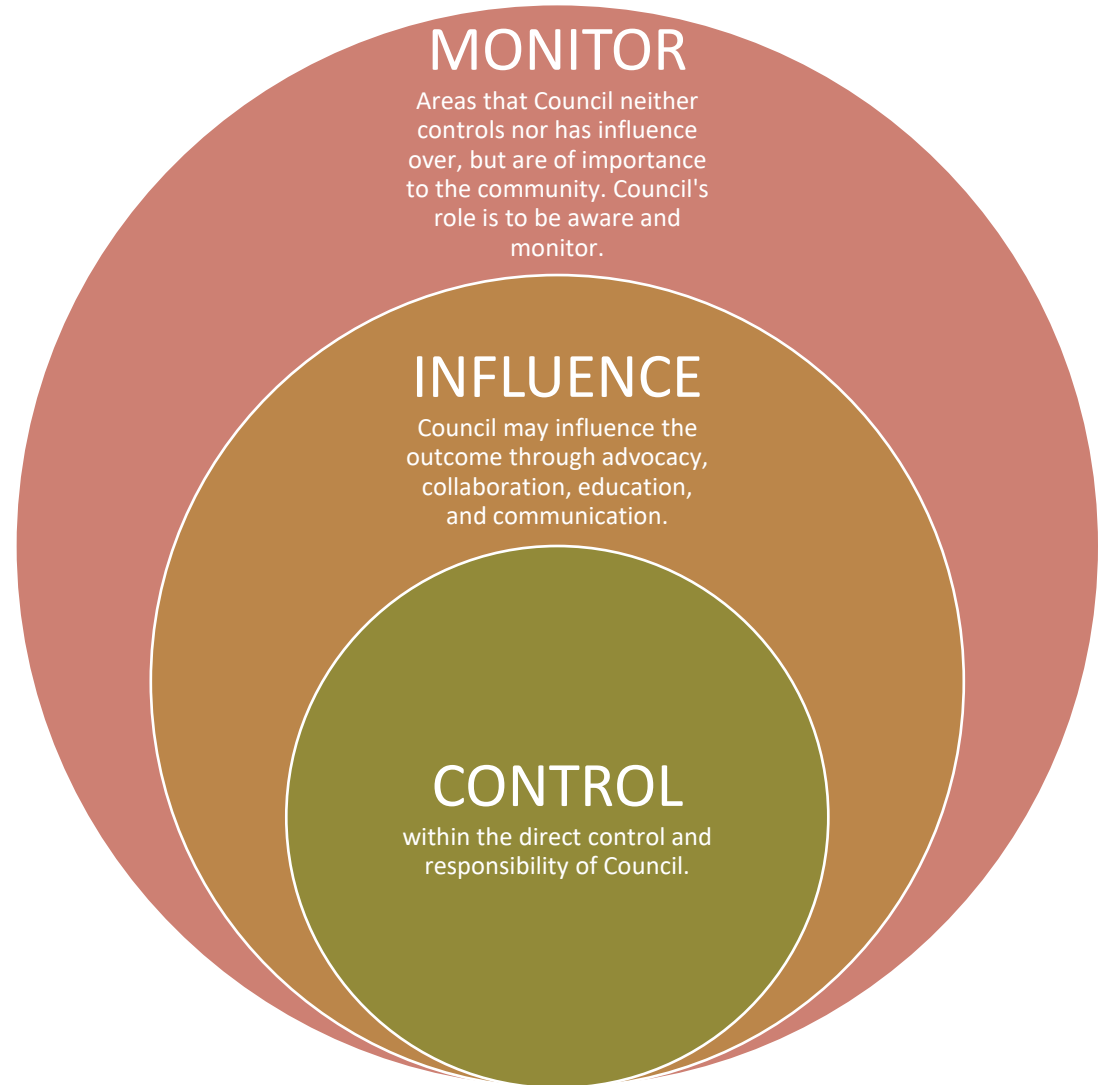 MONITOR
Areas that Council neither
controls nor has influence
over, but are of importance
to the community. Council's
role is to be aware and
monitor.
INFLUENCE
Council may influence the
outcome through advocacy,
collaboration, education,
and communication.
CONTROL
within the direct control and
responsibility of Council.